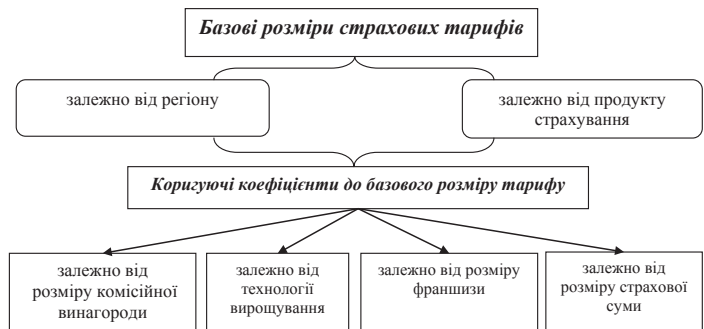 Базові розміри страхових тарифів
залежно від регіону
залежно від продукту
страхування
Коригуючі коефіцієнти до базового розміру тарифу
залежно від
розміру комісійної
винагороди
залежно від
технології
вирощування
залежно від розміру
франшизи
залежно від
розміру страхової
суми